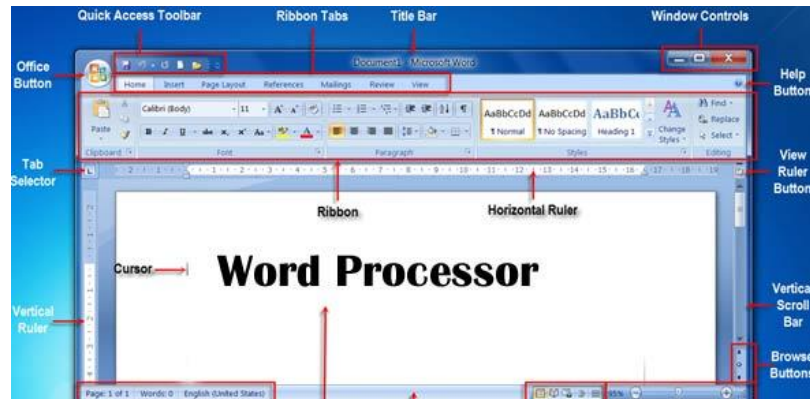 Quick Access Toolbar
Ribbon Tabs
Title Bar
Window Controls
Document1 - Microsoft Word
Office
Button
Home Insert Page Layout References Mailings Review View
Help
Button
Calibri (Body) 11
Paste
AaBbCcDd AaBbCcDd AaBbCc
¶ Normal ¶ No Spacing Heading 1
Change
Styles
Find
Replace
Select
Clipboard Font Paragraph Styles Editing
Tab
Selector
View
Ruler
Button
Ribbon
Horizontal Ruler
Cursor
Word Processor
Vertical
Ruler
Vertica
Scroll
Bar
Browse
Buttons
Page: 1 of 1 Words: 0 English (United States)